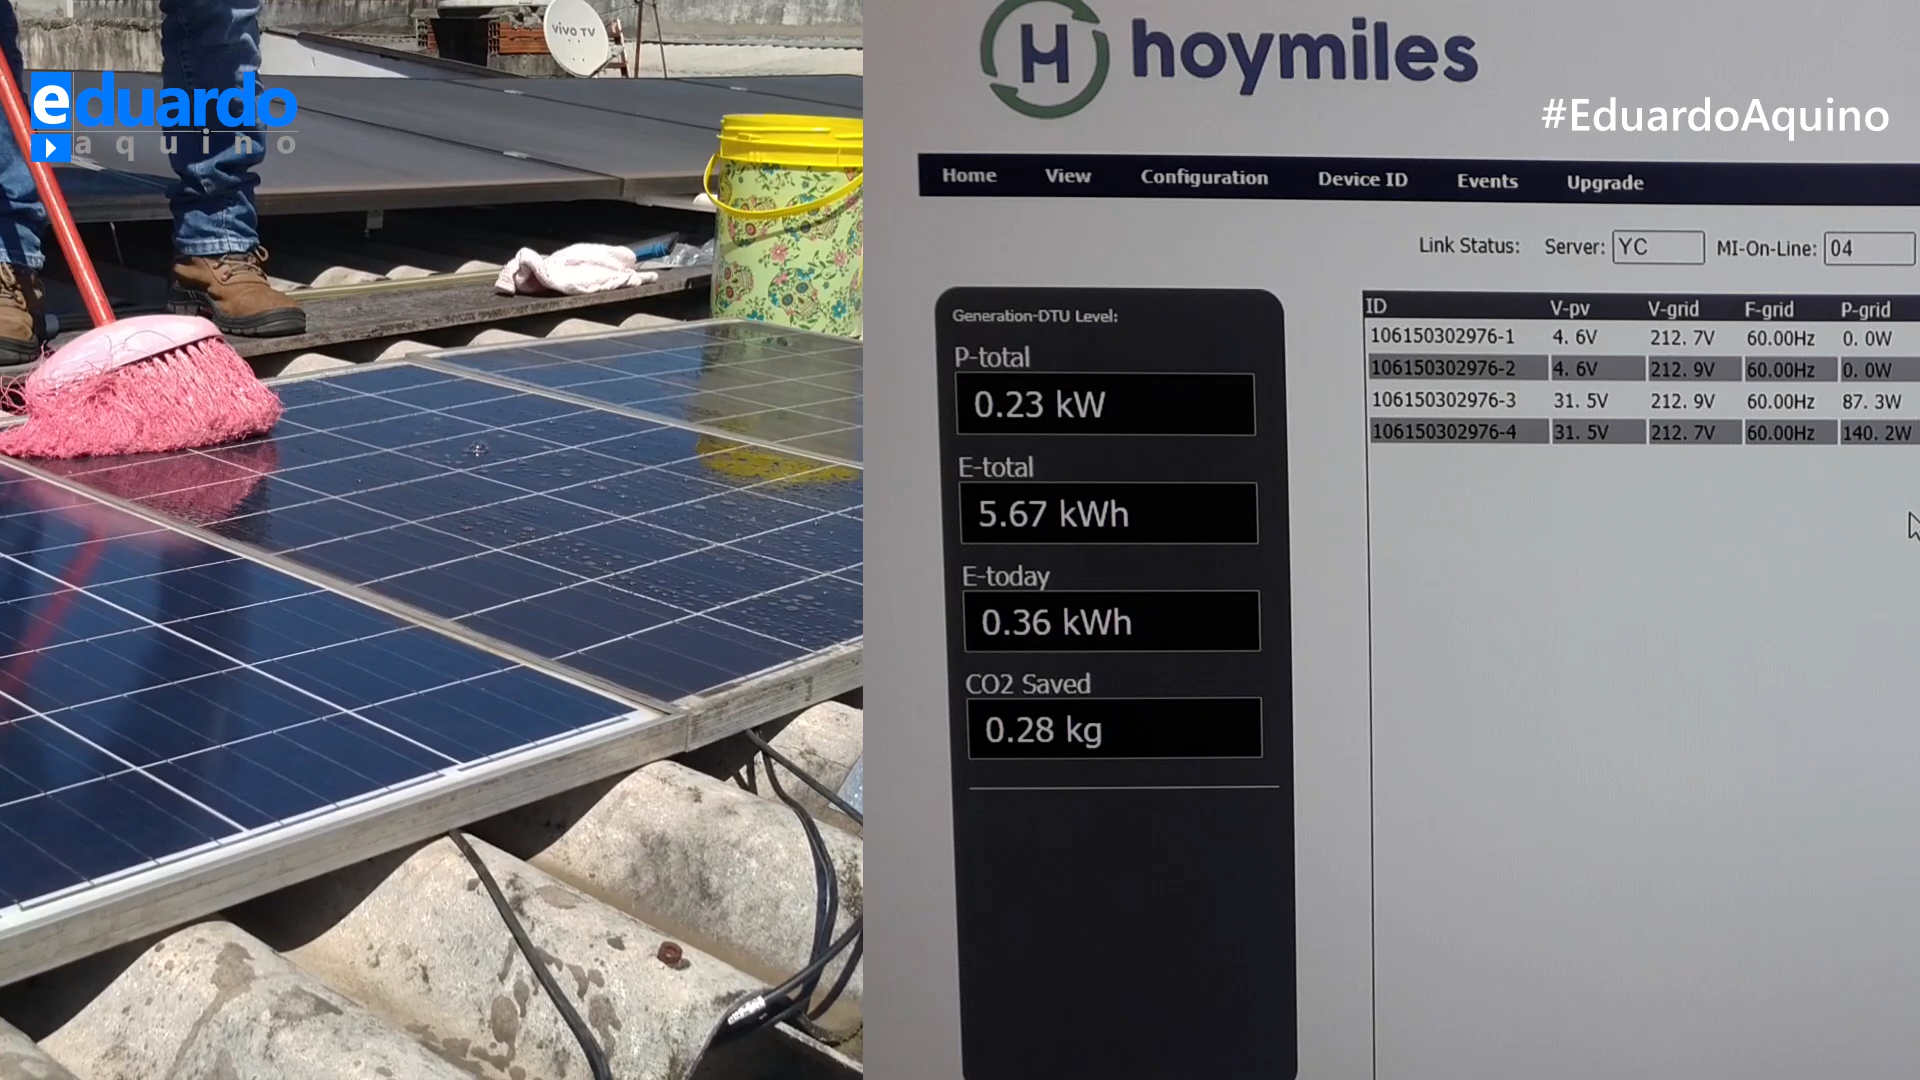 vivo TV
eduardo
aquino
hoymiles
#EduardoAquino
Home View Configuration Device ID Events Upgrade
Link Status: Server: YC MI-On-Line: 04
Generation-DTU Level:
P-total
0.23 kW
E-total
5.67 kWh
E-today
0.36 kWh
CO2 Saved
0.28 kg
ID V-pv V-grid F-grid P-grid
106150302976-1 4. 6V 212. 7V 60.00Hz 0. 0W
106150302976-2 4. 6V 212. 9V 60.00Hz 0. 0W
106150302976-3 31. 5V 212. 9V 60.00Hz 87. 3W
106150302976-4 31. 5V 212. 7V 60.00Hz 140. 2W